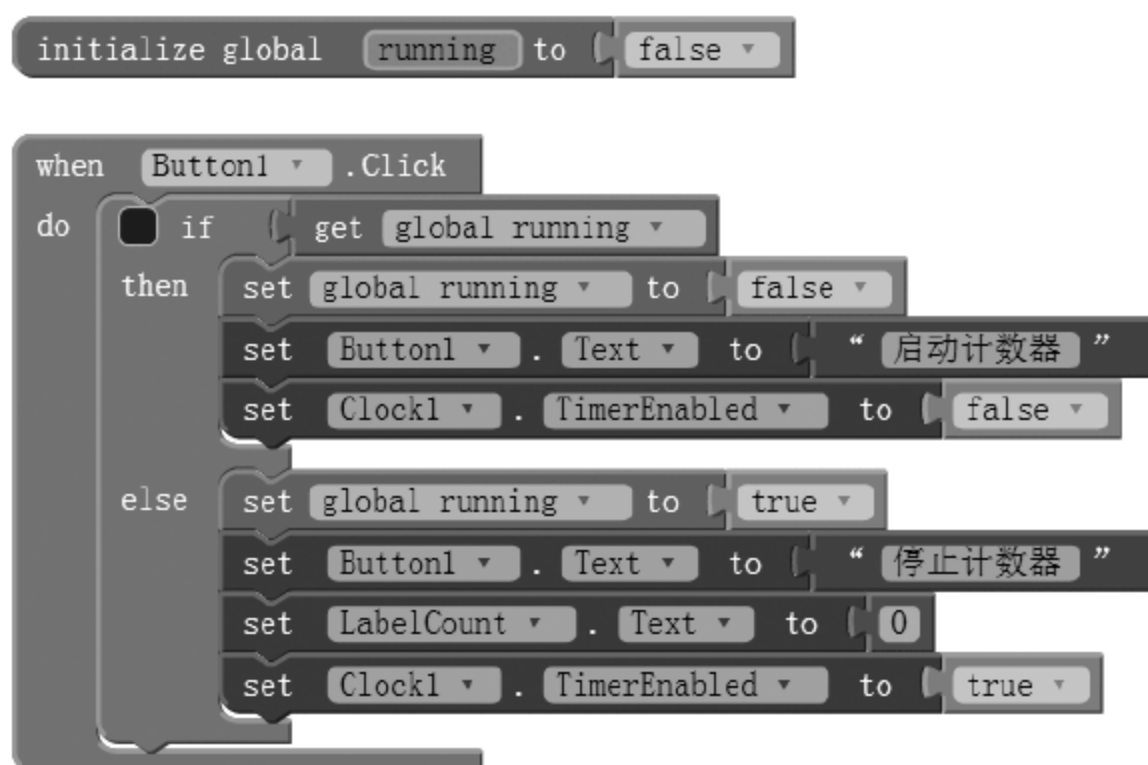 initialize global running to false
when Button1 .Click
do if get global running
then set global running to false
set Button1 . Text to “ 启动计数器 ”
set Clock1 . TimerEnabled to false
else set global running to true
set Button1 . Text to “ 停止计数器 ”
set LabelCount . Text to 0
set Clock1 . TimerEnabled to true